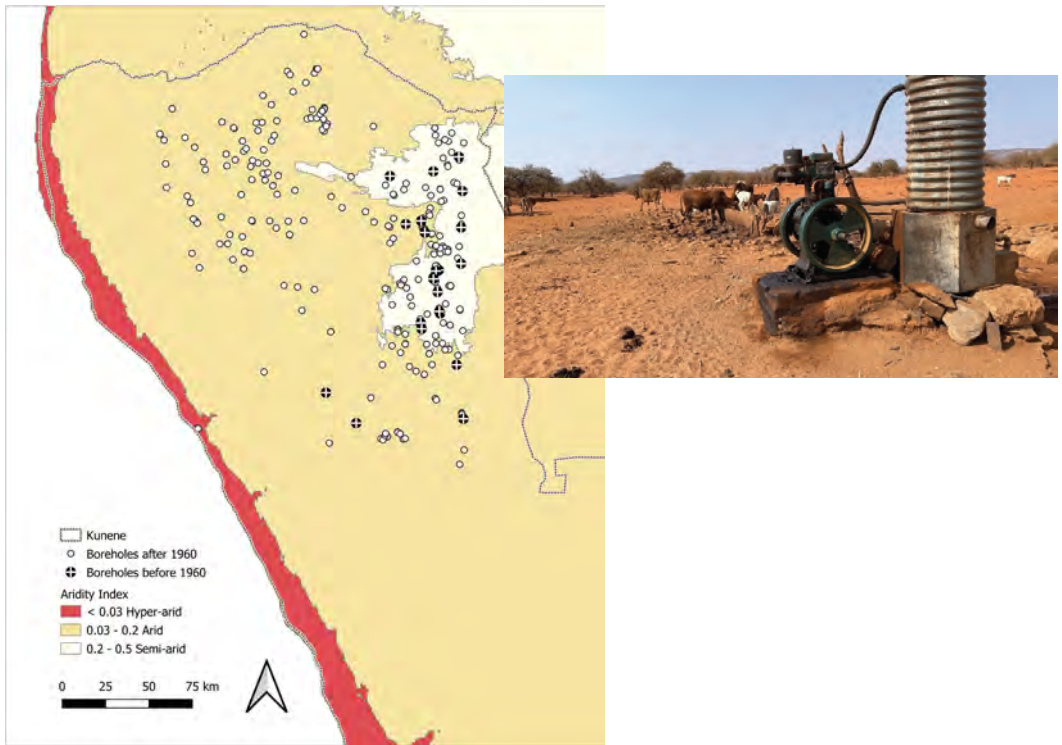 Kunene
Boreholes after 1960
Boreholes before 1960
Aridity Index
< 0.03 Hyper-arid
0.03 - 0.2 Arid
0.2 - 0.5 Semi-arid
0 25 50 75 km